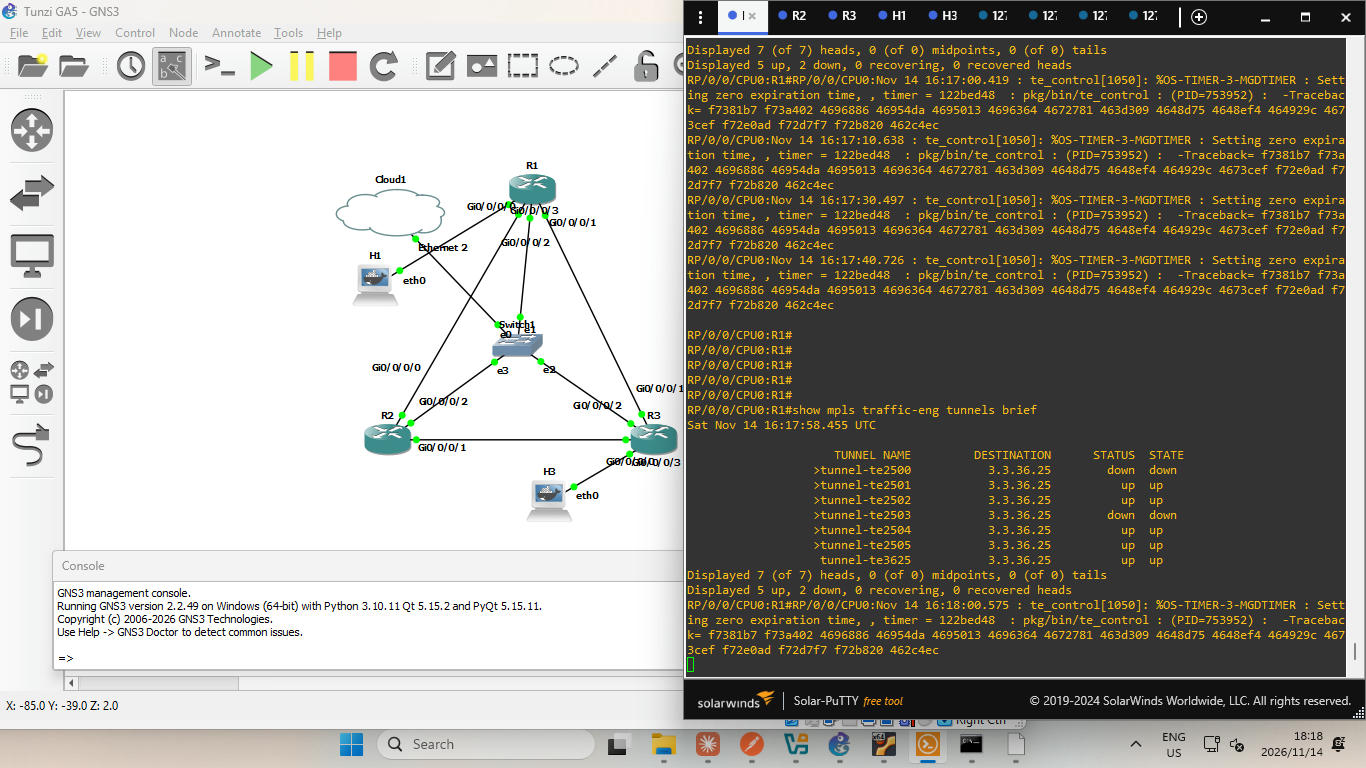 Tunzi GA5 - GNS3
File Edit View Control Node Annotate Tools Help
R1
Cloud1
Gi0/0/0/0
Gi0/0/0/3
Gi0/0/0/1
Gi0/0/0/2
Ethernet 2
H1
eth0
Switch1
e0
e1
e3
e2
Gi0/0/0/0
Gi0/0/0/1
Gi0/0/0/2
Gi0/0/0/2
R2
R3
Gi0/0/0/1
Gi0/0/0/3
H3
eth0
Console
GNS3 management console.
Running GNS3 version 2.2.49 on Windows (64-bit) with Python 3.10.11 Qt 5.15.2 and PyQt 5.15.11.
Copyright (c) 2006-2026 GNS3 Technologies.
Use Help -> GNS3 Doctor to detect common issues.
=>
X: -85.0 Y: -39.0 Z: 2.0
R2 R3 H1 H3 127 127 127 127
Displayed 7 (of 7) heads, 0 (of 0) midpoints, 0 (of 0) tails
Displayed 5 up, 2 down, 0 recovering, 0 recovered heads
RP/0/0/CPU0:R1#RP/0/0/CPU0:Nov 14 16:17:00.419 : te_control[1050]: %OS-TIMER-3-MGDTIMER : Sett
ing zero expiration time, , timer = 122bed48  : pkg/bin/te_control : (PID=753952) :  -Tracebac
k= f7381b7 f73a402 4696886 46954da 4695013 4696364 4672781 463d309 4648d75 4648ef4 464929c 467
3cef f72e0ad f72d7f7 f72b820 462c4ec
RP/0/0/CPU0:Nov 14 16:17:10.638 : te_control[1050]: %OS-TIMER-3-MGDTIMER : Setting zero expira
tion time, , timer = 122bed48  : pkg/bin/te_control : (PID=753952) :  -Traceback= f7381b7 f73a
402 4696886 46954da 4695013 4696364 4672781 463d309 4648d75 4648ef4 464929c 4673cef f72e0ad f7
2d7f7 f72b820 462c4ec
RP/0/0/CPU0:Nov 14 16:17:30.497 : te_control[1050]: %OS-TIMER-3-MGDTIMER : Setting zero expira
tion time, , timer = 122bed48  : pkg/bin/te_control : (PID=753952) :  -Traceback= f7381b7 f73a
402 4696886 46954da 4695013 4696364 4672781 463d309 4648d75 4648ef4 464929c 4673cef f72e0ad f7
2d7f7 f72b820 462c4ec
RP/0/0/CPU0:Nov 14 16:17:40.726 : te_control[1050]: %OS-TIMER-3-MGDTIMER : Setting zero expira
tion time, , timer = 122bed48  : pkg/bin/te_control : (PID=753952) :  -Traceback= f7381b7 f73a
402 4696886 46954da 4695013 4696364 4672781 463d309 4648d75 4648ef4 464929c 4673cef f72e0ad f7
2d7f7 f72b820 462c4ec
RP/0/0/CPU0:R1#
RP/0/0/CPU0:R1#
RP/0/0/CPU0:R1#
RP/0/0/CPU0:R1#
RP/0/0/CPU0:R1#
RP/0/0/CPU0:R1#show mpls traffic-eng tunnels brief
Sat Nov 14 16:17:58.455 UTC
TUNNEL NAME DESTINATION STATUS STATE
>tunnel-te2500 3.3.36.25 down down
>tunnel-te2501 3.3.36.25 up up
>tunnel-te2502 3.3.36.25 up up
>tunnel-te2503 3.3.36.25 down down
>tunnel-te2504 3.3.36.25 up up
>tunnel-te2505 3.3.36.25 up up
tunnel-te3625 3.3.36.25 up up
Displayed 7 (of 7) heads, 0 (of 0) midpoints, 0 (of 0) tails
Displayed 5 up, 2 down, 0 recovering, 0 recovered heads
RP/0/0/CPU0:R1#RP/0/0/CPU0:Nov 14 16:18:00.575 : te_control[1050]: %OS-TIMER-3-MGDTIMER : Sett
ing zero expiration time, , timer = 122bed48  : pkg/bin/te_control : (PID=753952) :  -Tracebac
k= f7381b7 f73a402 4696886 46954da 4695013 4696364 4672781 463d309 4648d75 4648ef4 464929c 467
3cef f72e0ad f72d7f7 f72b820 462c4ec
solarwinds Solar-PuTTY free tool © 2019-2024 SolarWinds Worldwide, LLC. All rights reserved.
Right Ctrl
Search
ENG
US
18:18
2026/11/14